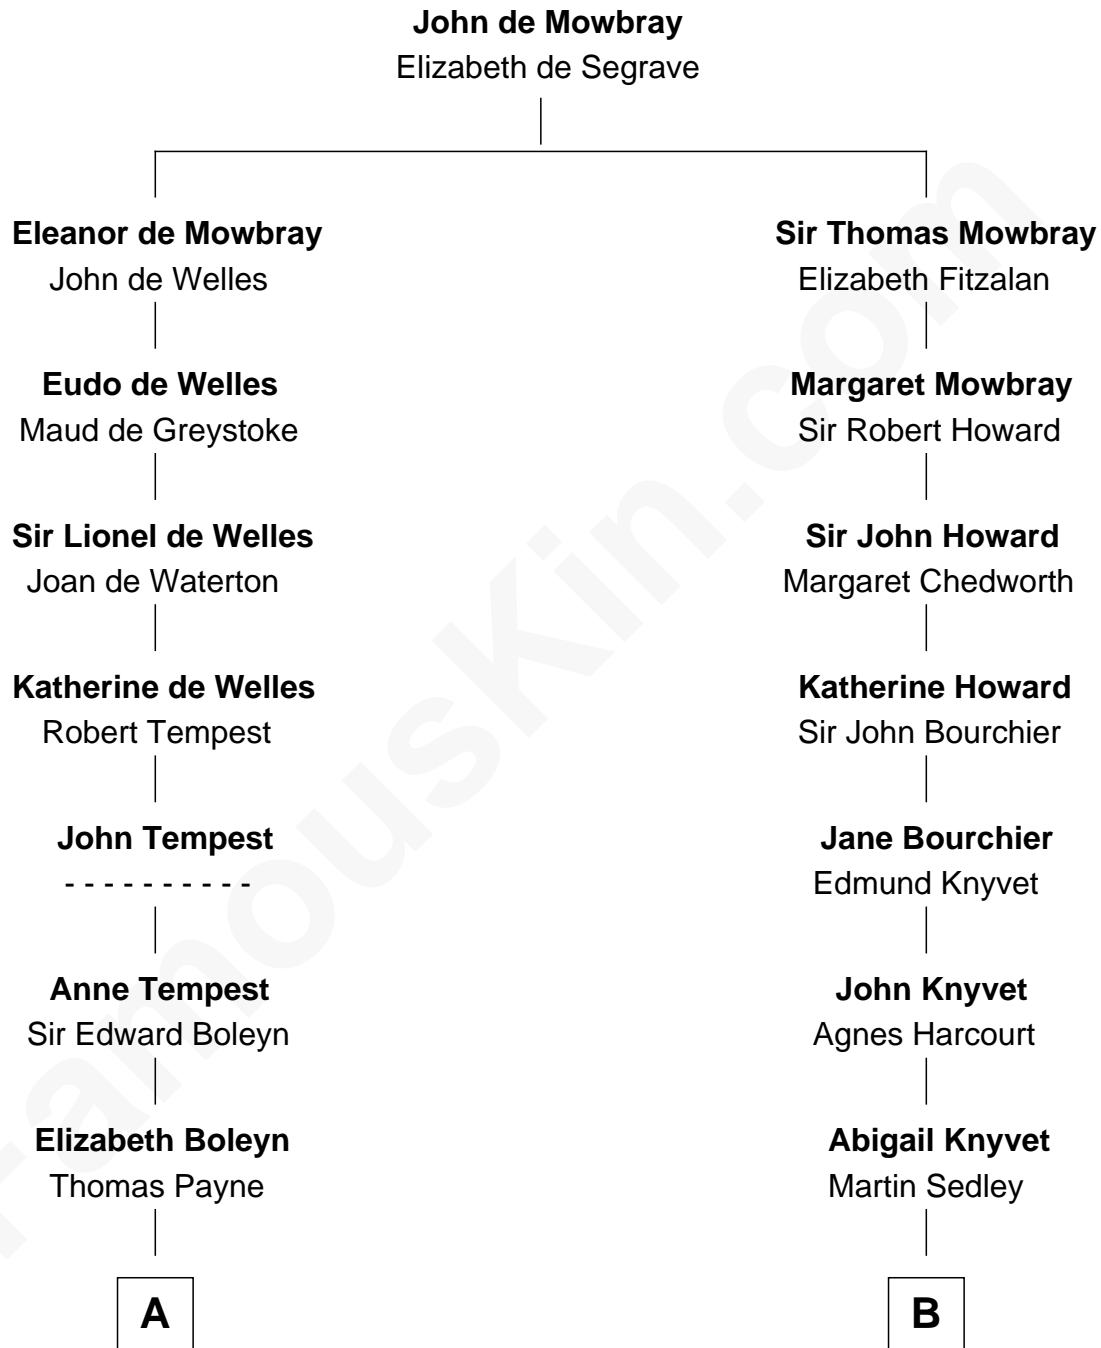 John de Mowbray
Elizabeth de Segrave
Eleanor de Mowbray
John de Welles
Sir Thomas Mowbray
Elizabeth Fitzalan
Eudo de Welles
Maud de Greystoke
Margaret Mowbray
Sir Robert Howard
Sir Lionel de Welles
Joan de Waterton
Sir John Howard
Margaret Chedworth
Katherine de Welles
Robert Tempest
Katherine Howard
Sir John Bourchier
John Tempest
- - - - - - - - - -
Jane Bourchier
Edmund Knyvet
Anne Tempest
Sir Edward Boleyn
John Knyvet
Agnes Harcourt
Elizabeth Boleyn
Thomas Payne
Abigail Knyvet
Martin Sedley
A
B
FamousKin.com